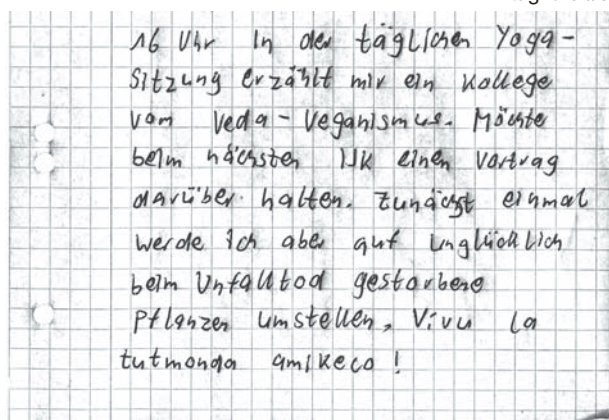 16 Uhr In der täglichen Yoga-
Sitzung erzählt mir ein Kollege
vom Veda-Veganismus. Möchte
beim nächsten IJK einen Vortrag
darüber halten. Zunächst einmal
werde ich aber auf unglücklich
beim Unfalltod gestorbene
Pflanzen umstellen. Vivu la
tutmonda amikeco!